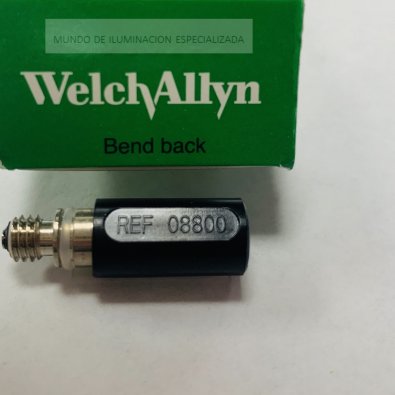 MUNDO DE ILUMINACION ESPECIALIZADA
WelchAllyn
Bend back
REF 08800